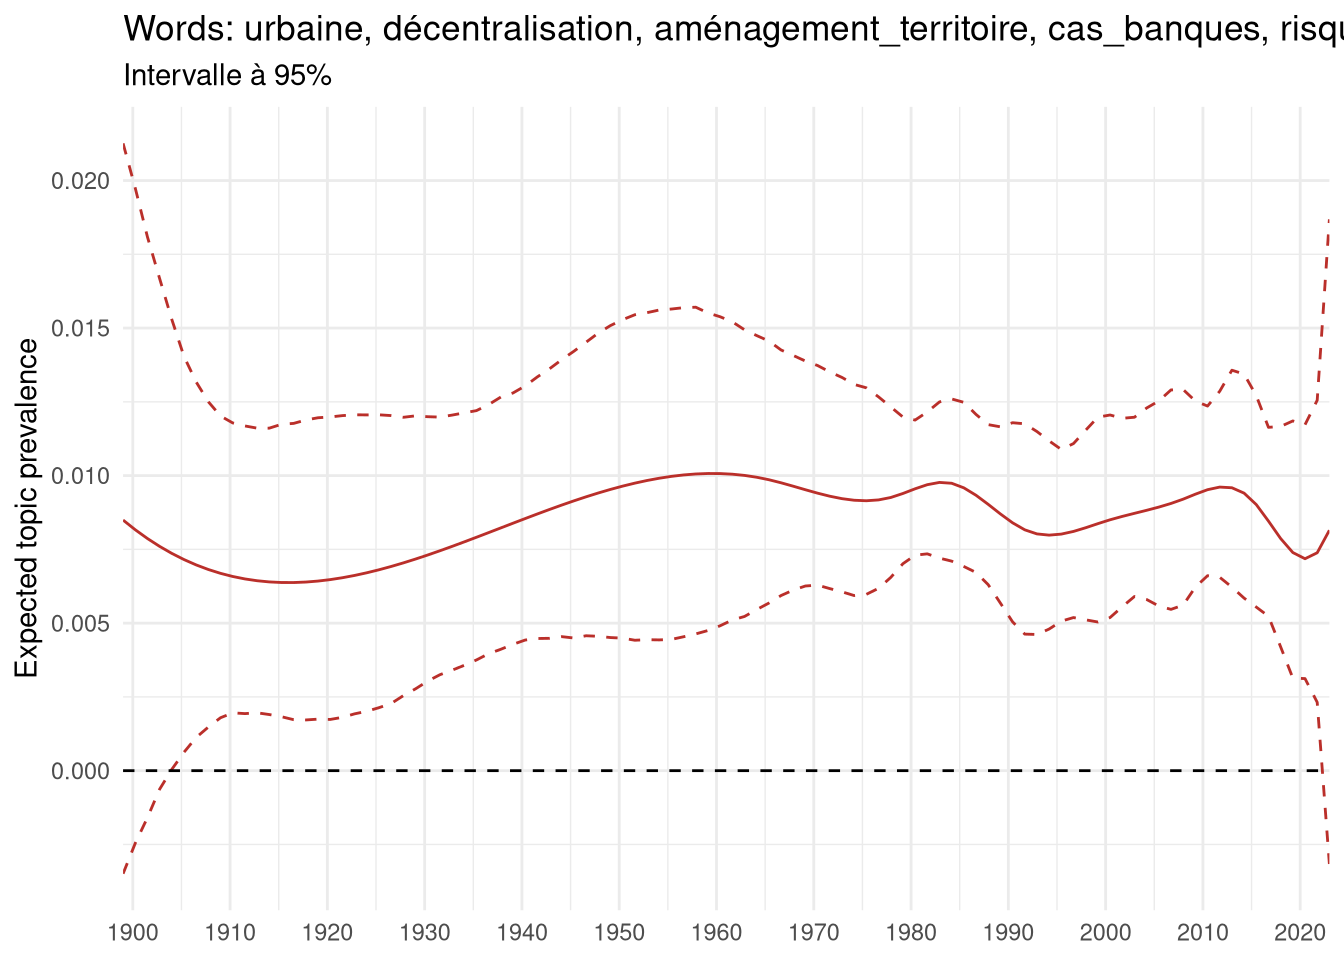 Words: urbaine, décentralisation, aménagement_territoire, cas_banques, risqu
Intervalle à 95%
Expected topic prevalence
0.020
0.015
0.010
0.005
0.000
1900 1910 1920 1930 1940 1950 1960 1970 1980 1990 2000 2010 2020